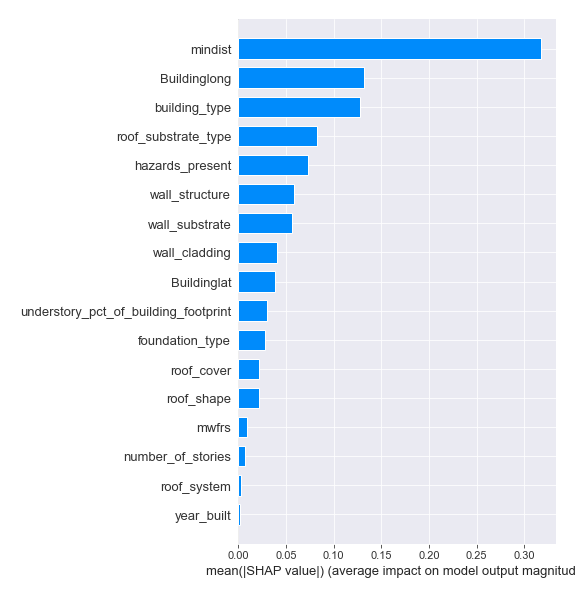 mindist
Buildinglong
building_type
roof_substrate_type
hazards_present
wall_structure
wall_substrate
wall_cladding
Buildinglat
understory_pct_of_building_footprint
foundation_type
roof_cover
roof_shape
mwfrs
number_of_stories
roof_system
year_built
0.00 0.05 0.10 0.15 0.20 0.25 0.30
mean(|SHAP value|) (average impact on model output magnitud